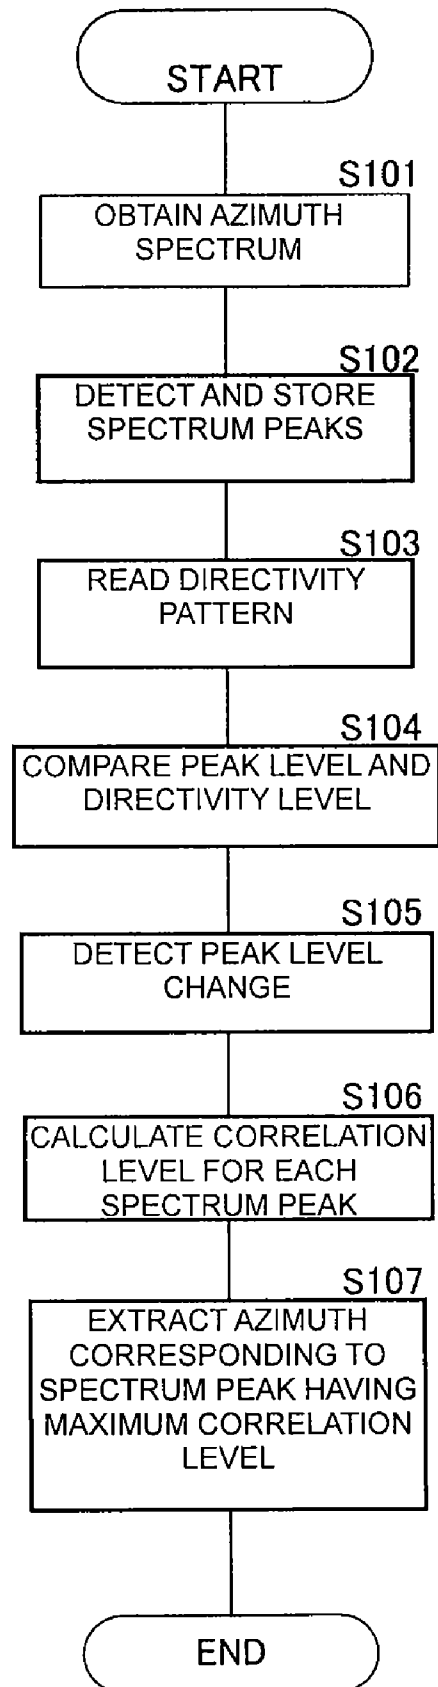 START
S101
OBTAIN AZIMUTH
SPECTRUM
S102
DETECT AND STORE
SPECTRUM PEAKS
S103
READ DIRECTIVITY
PATTERN
S104
COMPARE PEAK LEVEL AND
DIRECTIVITY LEVEL
S105
DETECT PEAK LEVEL
CHANGE
S106
CALCULATE CORRELATION
LEVEL FOR EACH
SPECTRUM PEAK
S107
EXTRACT AZIMUTH
CORRESPONDING TO
SPECTRUM PEAK HAVING
MAXIMUM CORRELATION
LEVEL
END